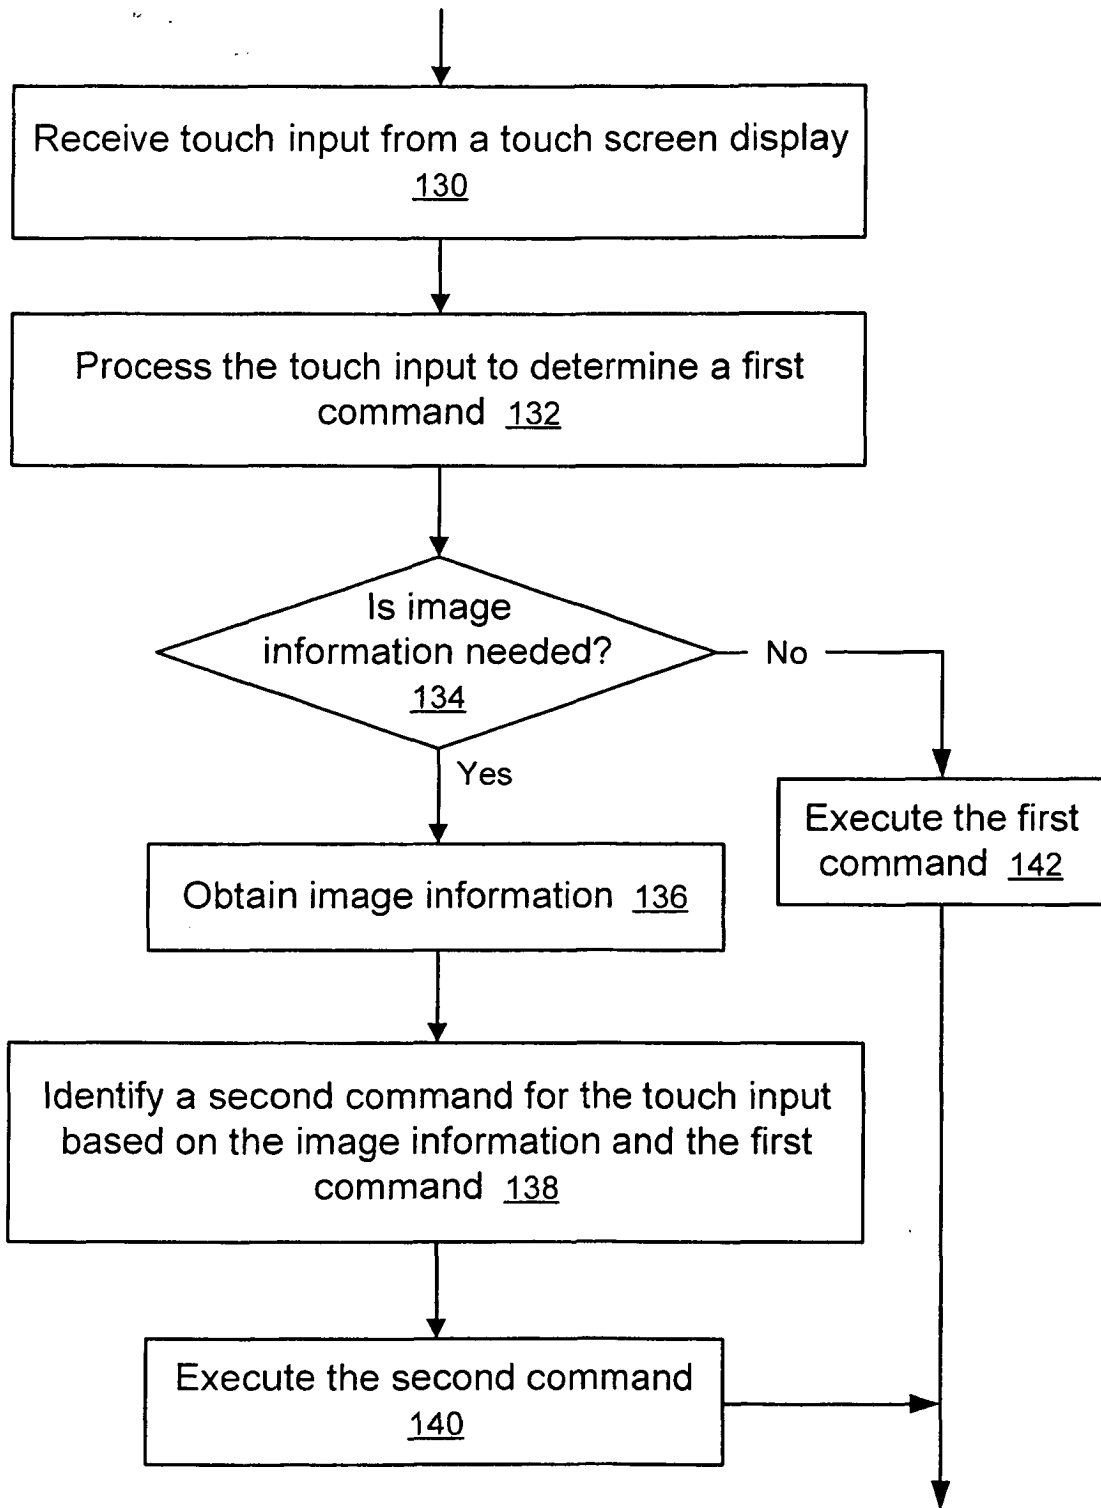 Receive touch input from a touch screen display
130
Process the touch input to determine a first
command 132
Is image
information needed?
134
No
Yes
Execute the first
command 142
Obtain image information 136
Identify a second command for the touch input
based on the image information and the first
command 138
Execute the second command
140